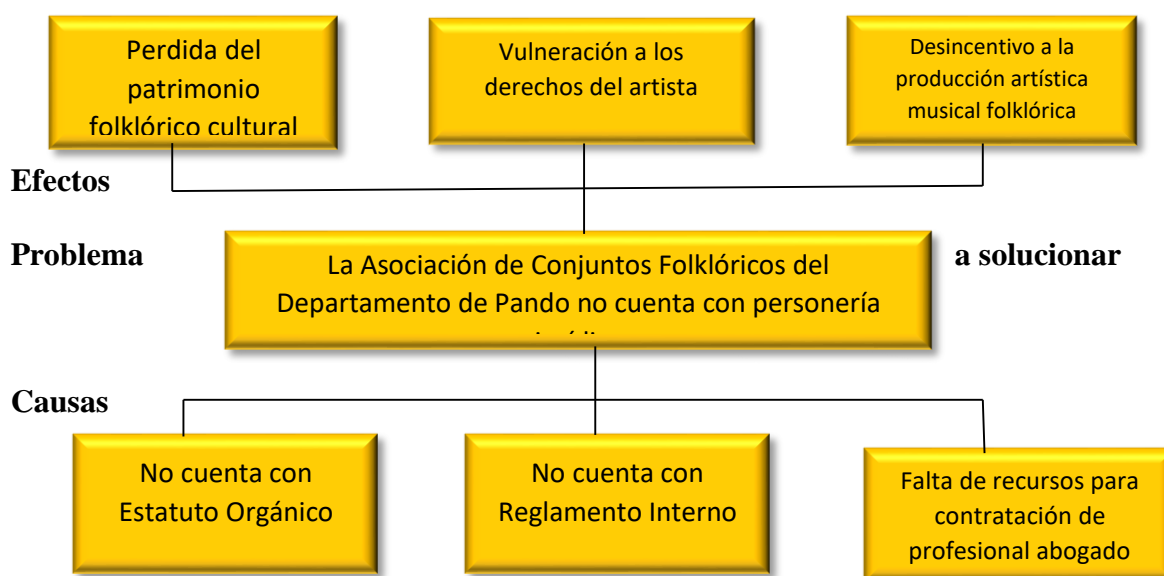 Perdida del
patrimonio
folklórico cultural
Vulneración a los
derechos del artista
Desincentivo a la
producción artística
musical folklórica
Efectos
Problema
La Asociación de Conjuntos Folklóricos del
Departamento de Pando no cuenta con personería
a solucionar
Causas
No cuenta con
Estatuto Orgánico
No cuenta con
Reglamento Interno
Falta de recursos para
contratación de
profesional abogado